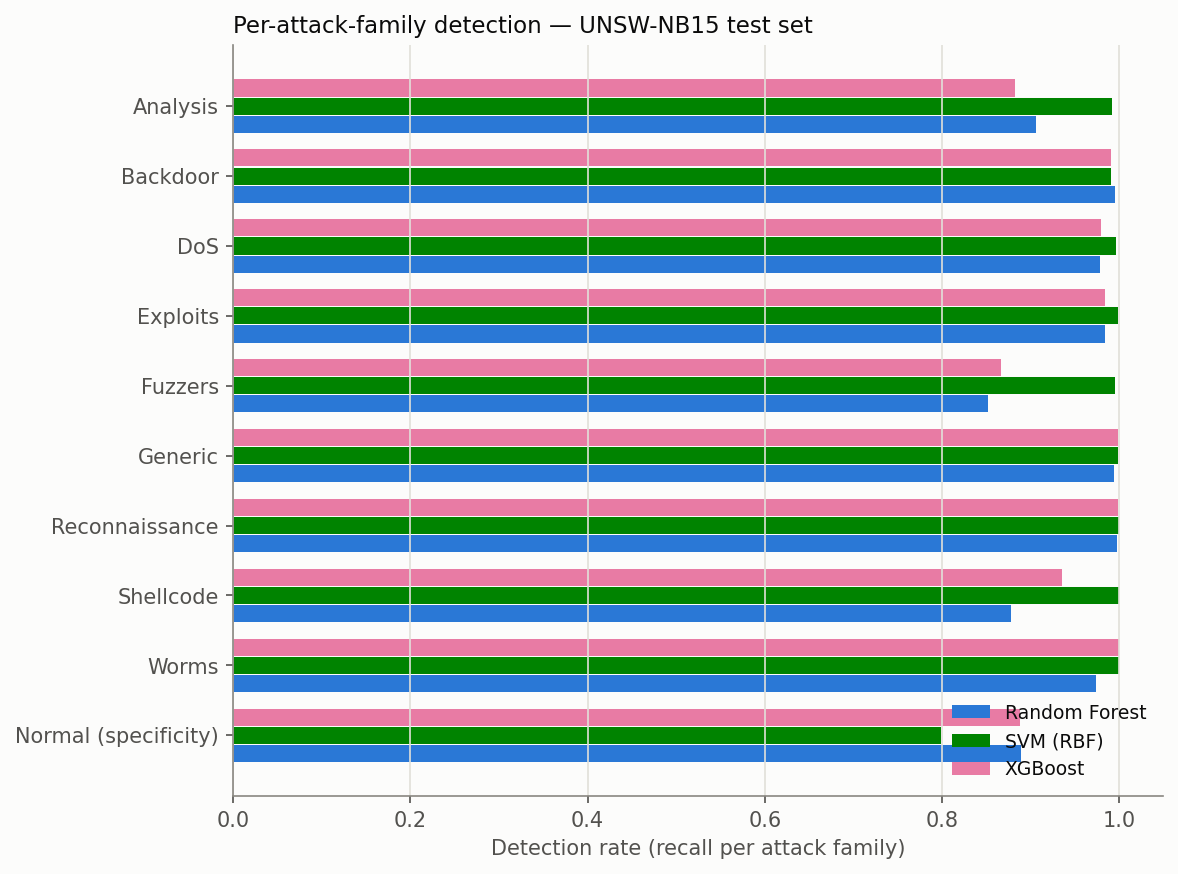 Per-attack-family detection — UNSW-NB15 test set
Analysis
Backdoor
DoS
Exploits
Fuzzers
Generic
Reconnaissance
Shellcode
Worms
Normal (specificity)
Random Forest
SVM (RBF)
XGBoost
0.0 0.2 0.4 0.6 0.8 1.0
Detection rate (recall per attack family)